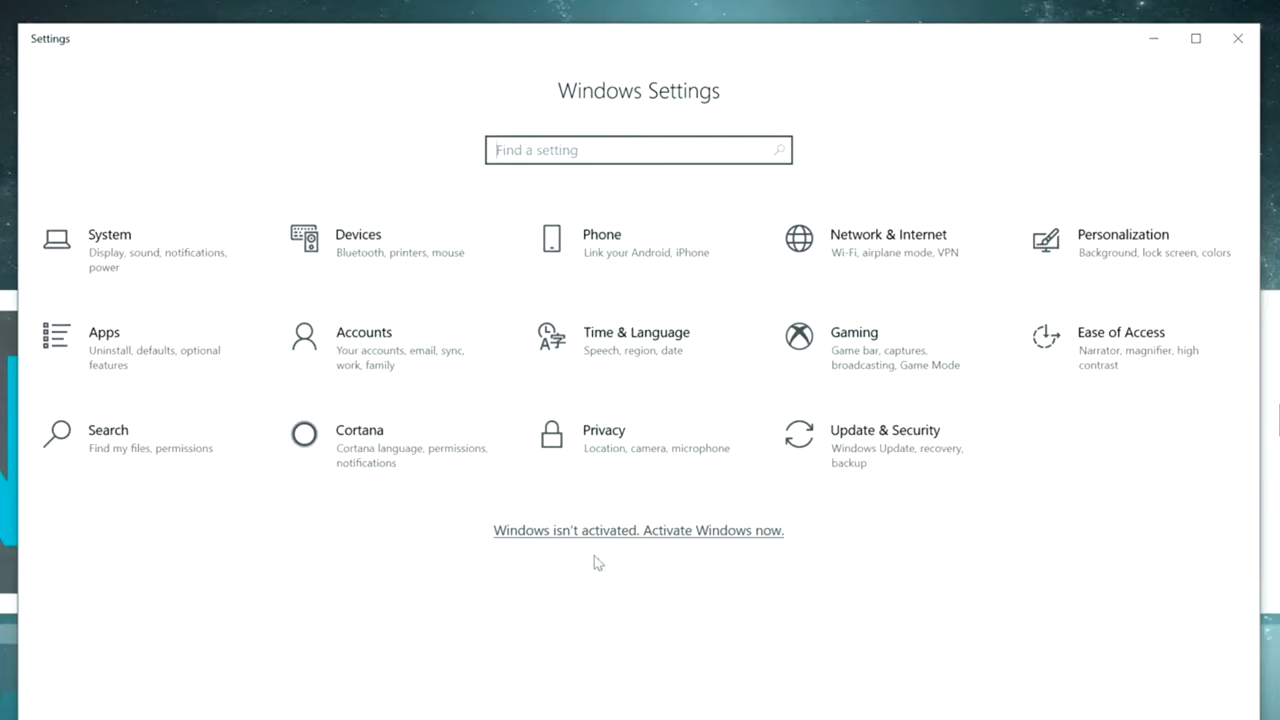 Settings
Windows Settings
Find a setting
System
Display, sound, notifications,
power
Devices
Bluetooth, printers, mouse
Phone
Link your Android, iPhone
Network & Internet
Wi-Fi, airplane mode, VPN
Personalization
Background, lock screen, colors
Apps
Uninstall, defaults, optional
features
Accounts
Your accounts, email, sync,
work, family
Time & Language
Speech, region, date
Gaming
Game bar, captures,
broadcasting, Game Mode
Ease of Access
Narrator, magnifier, high
contrast
Search
Find my files, permissions
Cortana
Cortana language, permissions,
notifications
Privacy
Location, camera, microphone
Update & Security
Windows Update, recovery,
backup
Windows isn't activated. Activate Windows now.